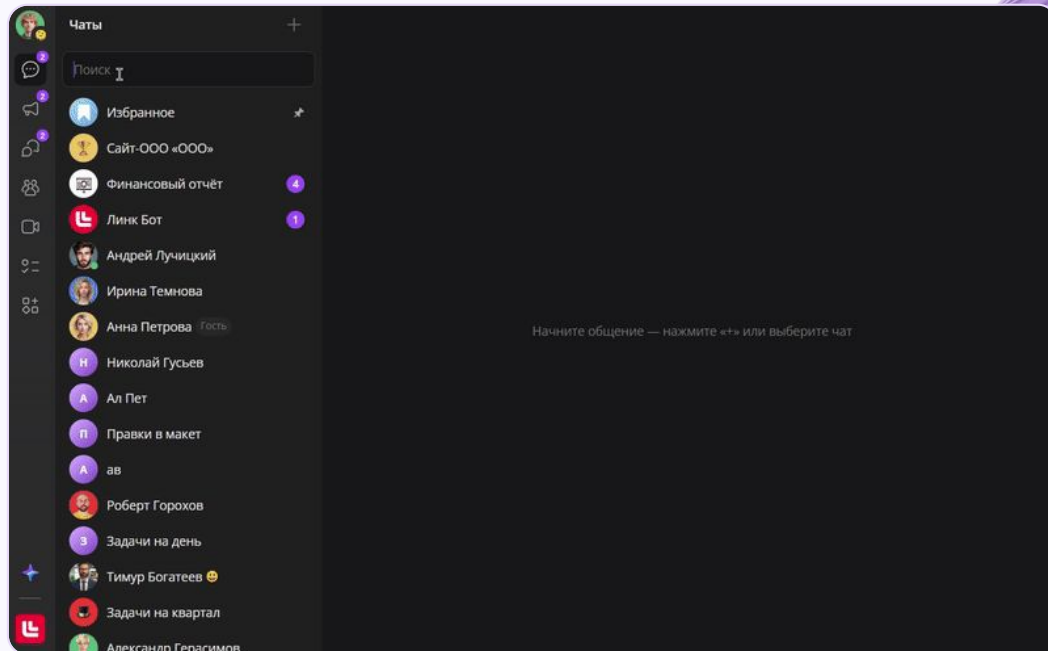 Чаты
2
Поиск
2
Избранное
2
Сайт-ООО «ООО»
Финансовый отчёт
4
Линк Бот
1
Андрей Лучицкий
Ирина Темнова
Анна Петрова Гость
Начните общение — нажмите «+» или выберите чат
Н Николай Гусьев
А Ал Пет
П Правки в макет
А ав
Роберт Горохов
З Задачи на день
Тимур Богатеев 😃
Задачи на квартал
Александр Герасимов